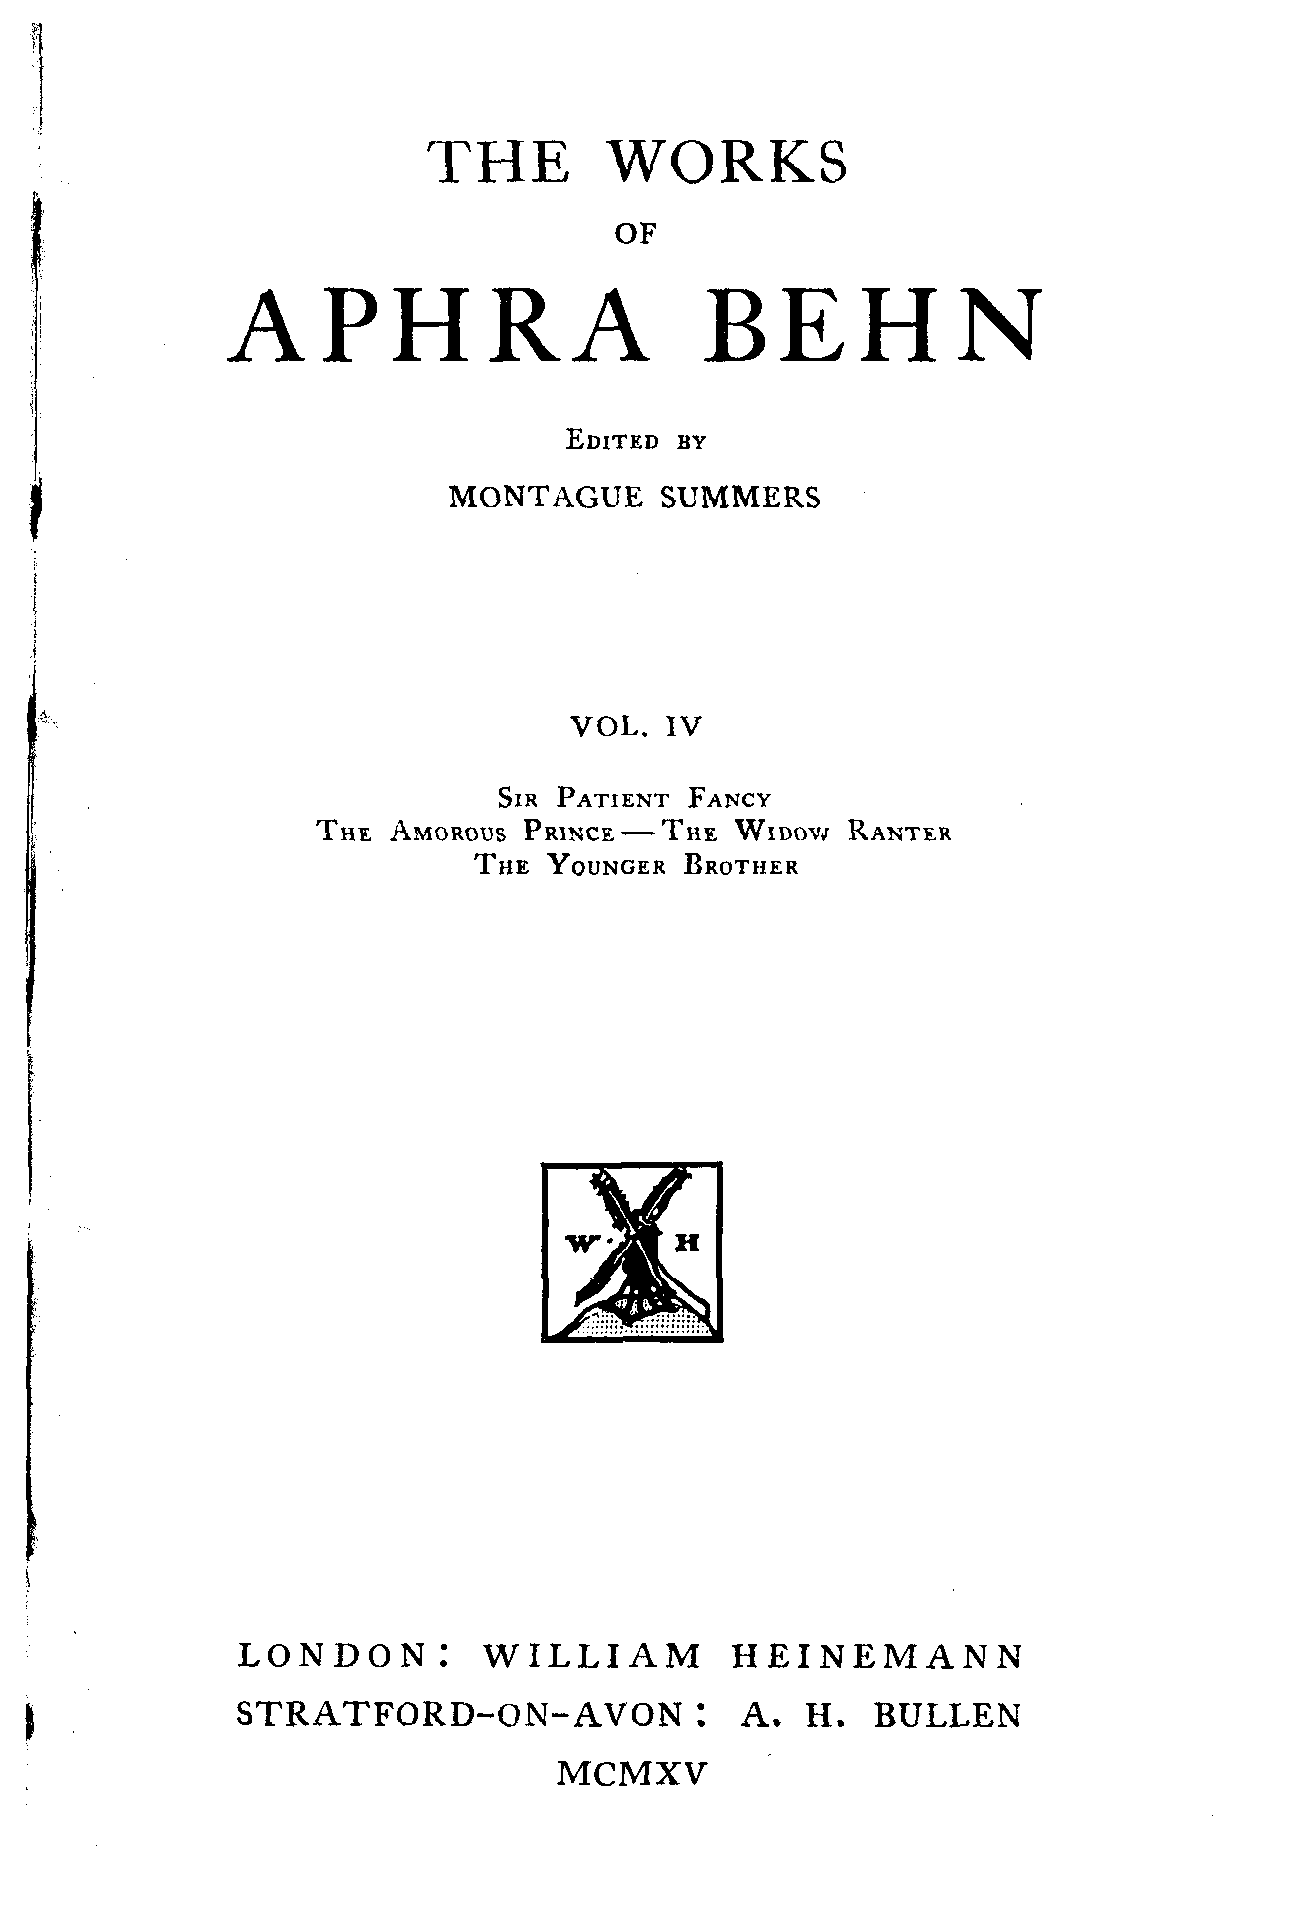 THE WORKS
OF
APHRA BEHN
EDITED BY
MONTAGUE SUMMERS
VOL. IV
SIR PATIENT FANCY
THE AMOROUS PRINCE—THE WIDOW RANTER
THE YOUNGER BROTHER
W H
LONDON: WILLIAM HEINEMANN
STRATFORD-ON-AVON: A. H. BULLEN
MCMXV